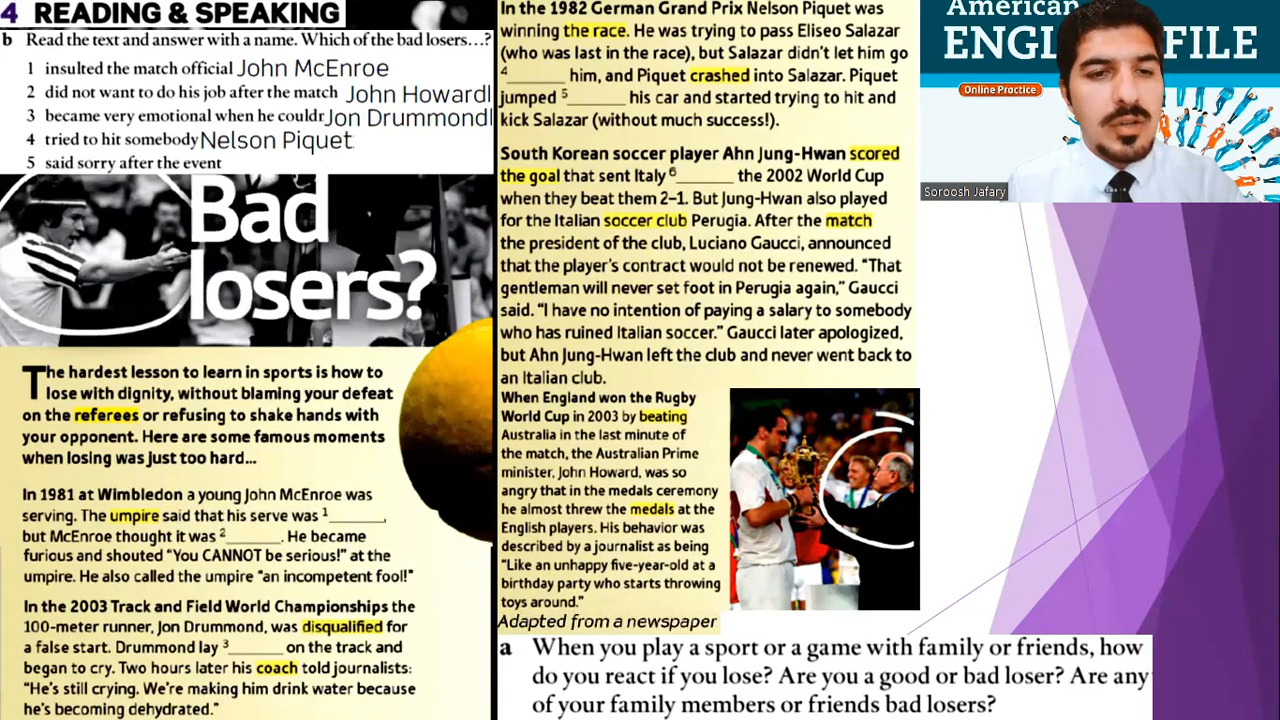 4 READING & SPEAKING
b Read the text and answer with a name. Which of the bad losers...?
1 insulted the match official John McEnroe
2 did not want to do his job after the match John Howardl
3 became very emotional when he couldr Jon Drummondl
4 tried to hit somebody Nelson Piquet
5 said sorry after the event
Bad
losers?
The hardest lesson to learn in sports is how to
lose with dignity, without blaming your defeat
on the referees or refusing to shake hands with
your opponent. Here are some famous moments
when losing was just too hard...
In 1981 at Wimbledon a young John McEnroe was
serving. The umpire said that his serve was 1________,
but McEnroe thought it was 2________. He became
furious and shouted "You CANNOT be serious!" at the
umpire. He also called the umpire "an incompetent fool!"
In the 2003 Track and Field World Championships the
100-meter runner, Jon Drummond, was disqualified for
a false start. Drummond lay 3________ on the track and
began to cry. Two hours later his coach told journalists:
"He's still crying. We're making him drink water because
he's becoming dehydrated."
In the 1982 German Grand Prix Nelson Piquet was
winning the race. He was trying to pass Eliseo Salazar
(who was last in the race), but Salazar didn't let him go
4________ him, and Piquet crashed into Salazar. Piquet
jumped 5________ his car and started trying to hit and
kick Salazar (without much success!).
South Korean soccer player Ahn Jung-Hwan scored
the goal that sent Italy 6________ the 2002 World Cup
when they beat them 2–1. But Jung-Hwan also played
for the Italian soccer club Perugia. After the match
the president of the club, Luciano Gaucci, announced
that the player's contract would not be renewed. "That
gentleman will never set foot in Perugia again," Gaucci
said. "I have no intention of paying a salary to somebody
who has ruined Italian soccer." Gaucci later apologized,
but Ahn Jung-Hwan left the club and never went back to
an Italian club.
When England won the Rugby
World Cup in 2003 by beating
Australia in the last minute of
the match, the Australian Prime
minister, John Howard, was so
angry that in the medals ceremony
he almost threw the medals at the
English players. His behavior was
described by a journalist as being
"Like an unhappy five-year-old at a
birthday party who starts throwing
toys around."
Adapted from a newspaper
a When you play a sport or a game with family or friends, how
do you react if you lose? Are you a good or bad loser? Are any
of your family members or friends bad losers?
American
ENGL FILE
Online Practice
Soroosh Jafary